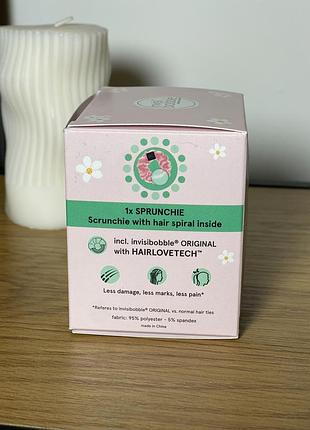 1x SPRUNCHIE
Scrunchie with hair spiral inside
incl. invisibobble® ORIGINAL
with HAIRLOVETECH™
Less damage, less marks, less pain*
*Referes to Invisibobble® ORIGINAL vs. normal hair ties
fabric: 95% polyester - 5% spandex
made in China